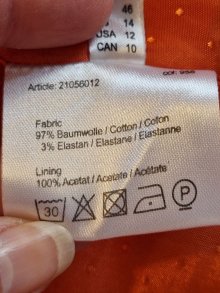 46
14
USA 12
CAN 10
Article: 21056012
Fabric
97% Baumwolle / Cotton / Coton
3% Elastan / Elastane / Elastanne
Lining
100% Acetat / Acetate / Acétate
30
P